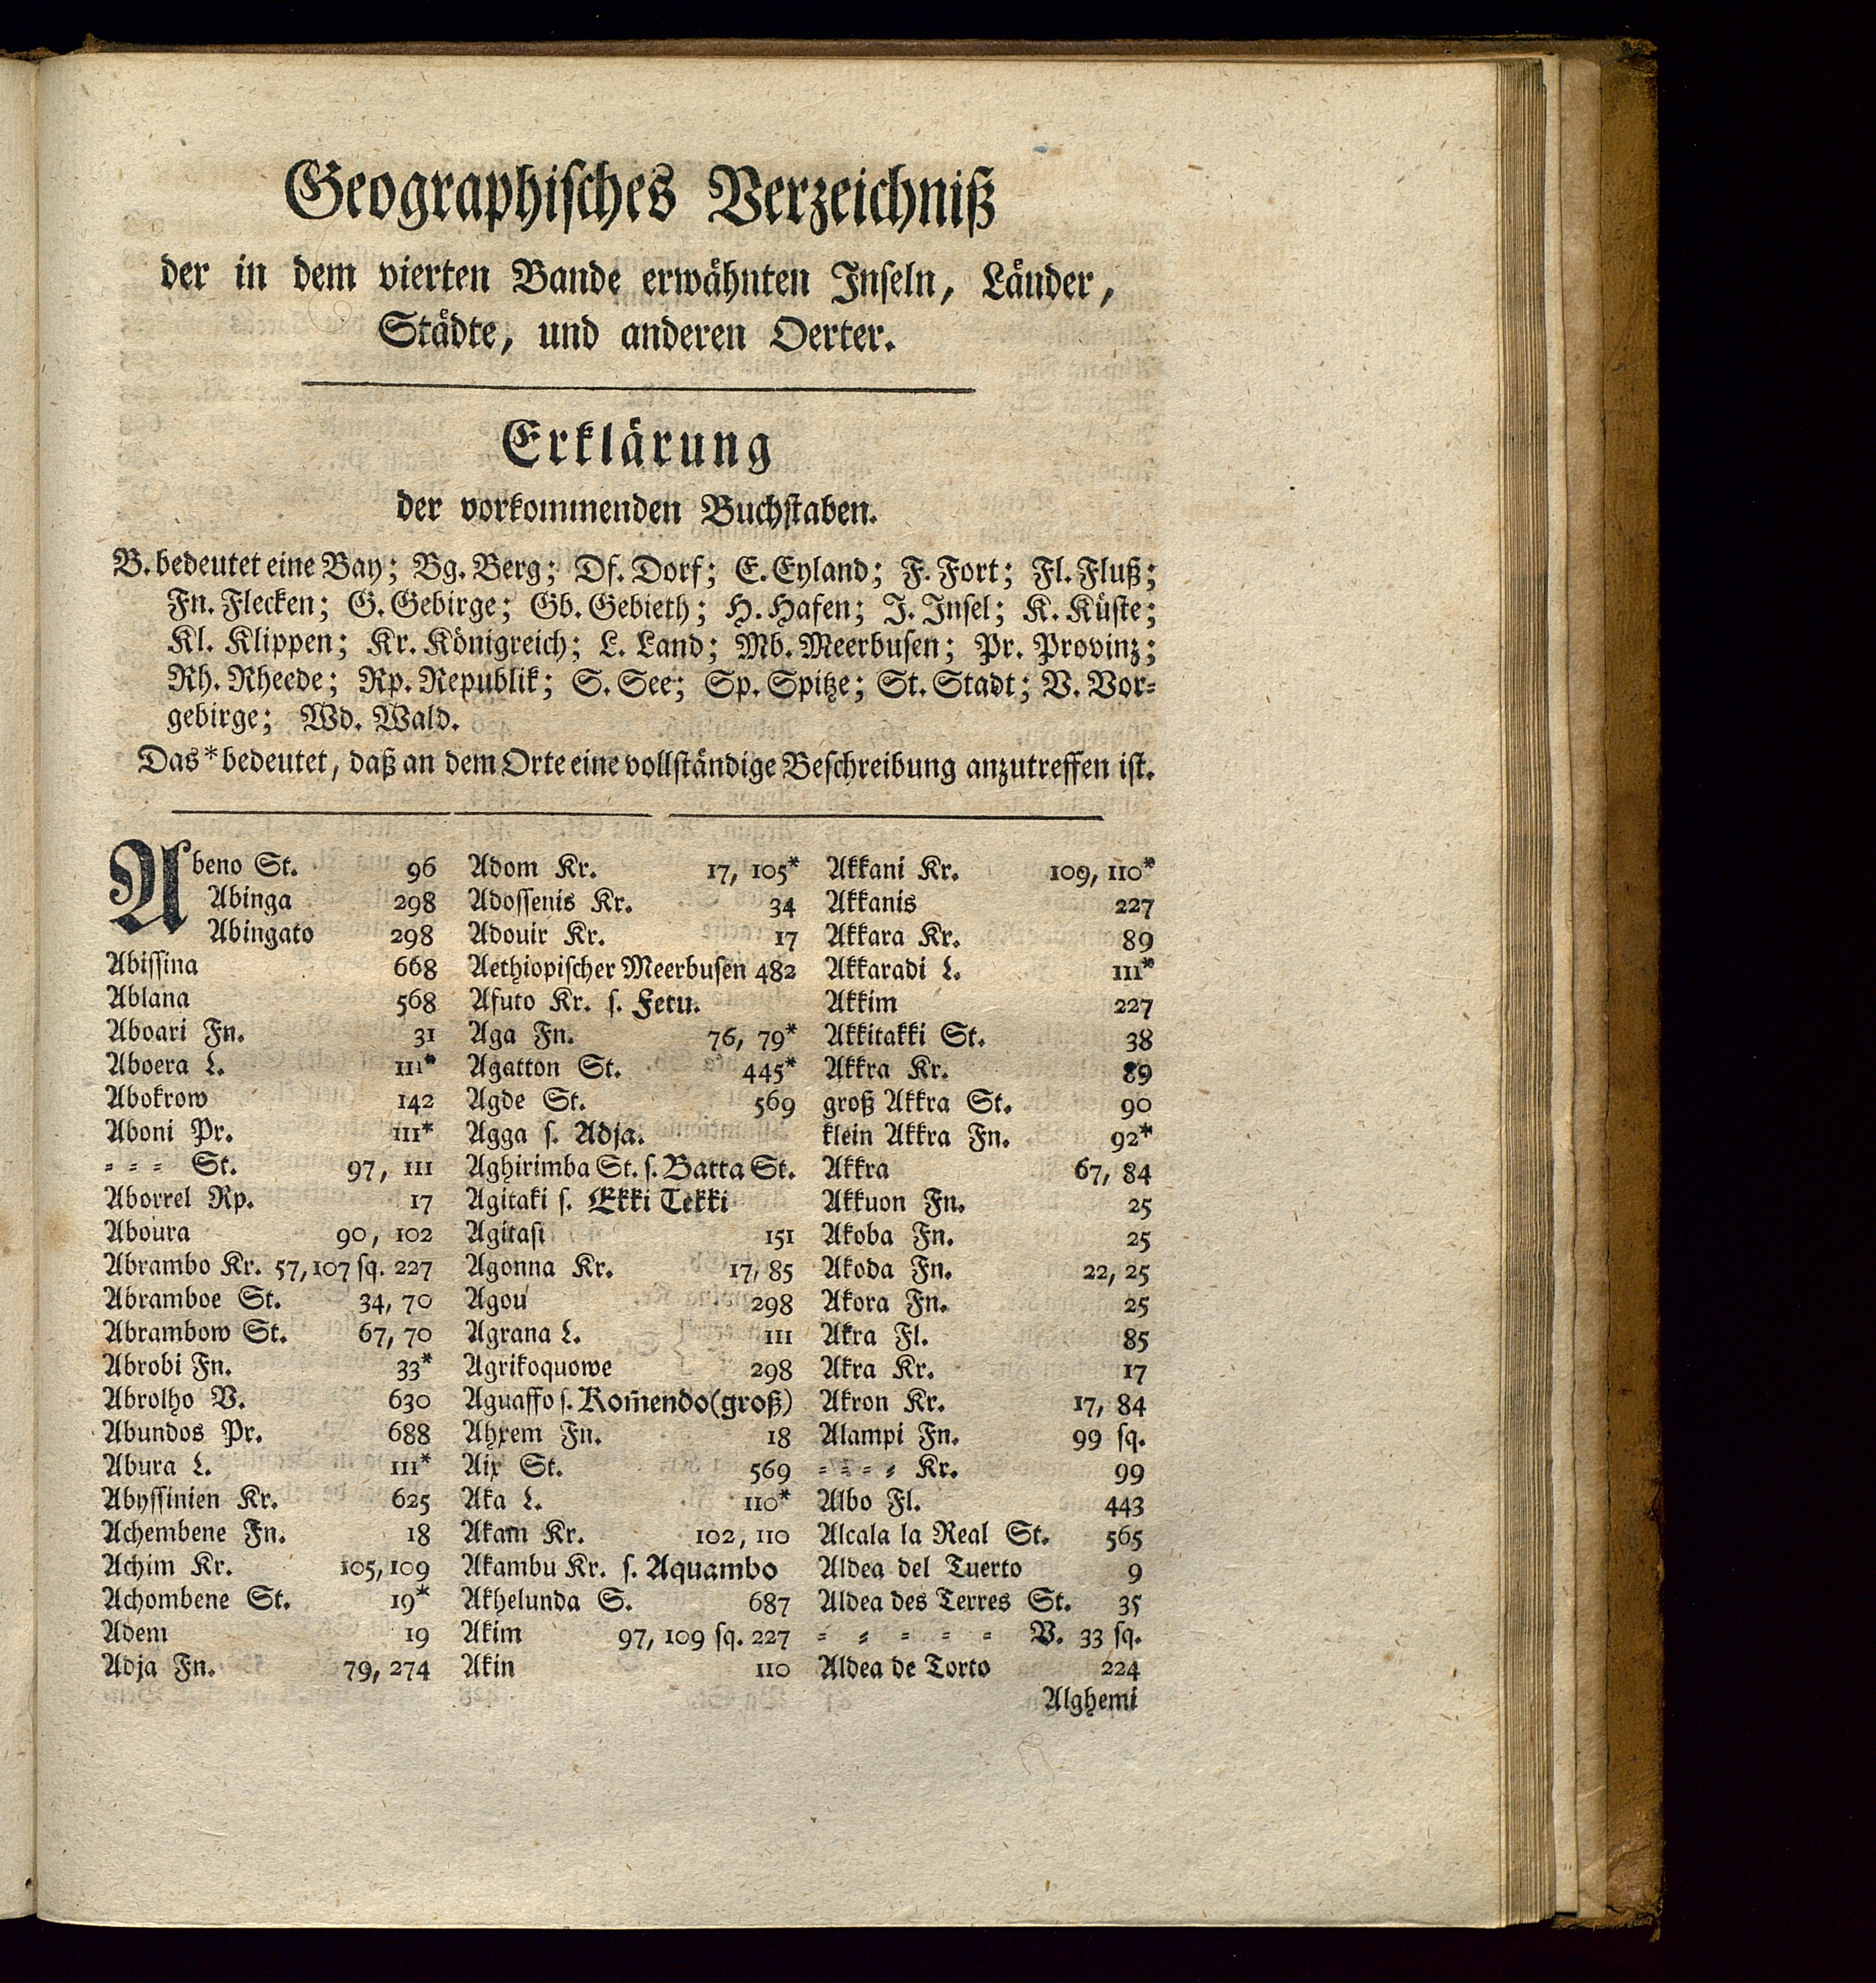 Geographisches Verzeichniß
der in dem vierten Bande erwähnten Inseln, Länder,
Städte, und anderen Oerter.
Erklärung
der vorkommenden Buchstaben.
B. bedeutet eine Bay; Bg. Berg; Df. Dorf; E. Eyland; F. Fort; Fl. Fluß;
Fn. Flecken; G. Gebirge; Gb. Gebieth; H. Hafen; J. Insel; K. Küste;
Kl. Klippen; Kr. Königreich; L. Land; Mb. Meerbusen; Pr. Provinz;
Rh. Rheede; Rp. Republik; S. See; Sp. Spitze; St. Stadt; V. Vor-
gebirge; Wd. Wald.
Das * bedeutet, daß an dem Orte eine vollständige Beschreibung anzutreffen ist.
Abeno St. 96
Abinga 298
Abingato 298
Abissina 668
Ablana 568
Aboari Fn. 31
Aboera L. 111*
Abokrow 142
Aboni Pr. 111*
= = = St. 97, 111
Aborrel Rp. 17
Aboura 90, 102
Abrambo Kr. 57, 107 sq. 227
Abramboe St. 34, 70
Abrambow St. 67, 70
Abrobi Fn. 33*
Abrolho V. 630
Abundos Pr. 688
Abura L. 111*
Abyssinien Kr. 625
Achembene Fn. 18
Achim Kr. 105, 109
Achombene St. 19*
Adem 19
Adja Fn. 79, 274
Adom Kr. 17, 105*
Adossenis Kr. 34
Adouir Kr. 17
Aethiopischer Meerbusen 482
Afuto Kr. s. Fetu.
Aga Fn. 76, 79*
Agatton St. 445*
Agde St. 569
Agga s. Adja.
Aghirimba St. s. Batta St.
Agitaki s. Ekki Tekki
Agitasi 151
Agonna Kr. 17, 85
Agou 298
Agrana L. 111
Agrikoquowe 298
Aguaffo s. Kom̃endo (groß)
Ahxem Fn. 18
Aix St. 569
Aka L. 110*
Akam Kr. 102, 110
Akambu Kr. s. Aquambo
Akhelunda S. 687
Akim 97, 109 sq. 227
Akin 110
Akkani Kr. 109, 110*
Akkanis 227
Akkara Kr. 89
Akkaradi L. 111*
Akkim 227
Akkitakki St. 38
Akkra Kr. 89
groß Akkra St. 90
klein Akkra Fn. 92*
Akkra 67, 84
Akkuon Fn. 25
Akoba Fn. 25
Akoda Fn. 22, 25
Akora Fn. 25
Akra Fl. 85
Akra Kr. 17
Akron Kr. 17, 84
Alampi Fn. 99 sq.
= = = = Kr. 99
Albo Fl. 443
Alcala la Real St. 565
Aldea del Tuerto 9
Aldea des Terres St. 35
= = = = = V. 33 sq.
Aldea de Torto 224
Alghemi